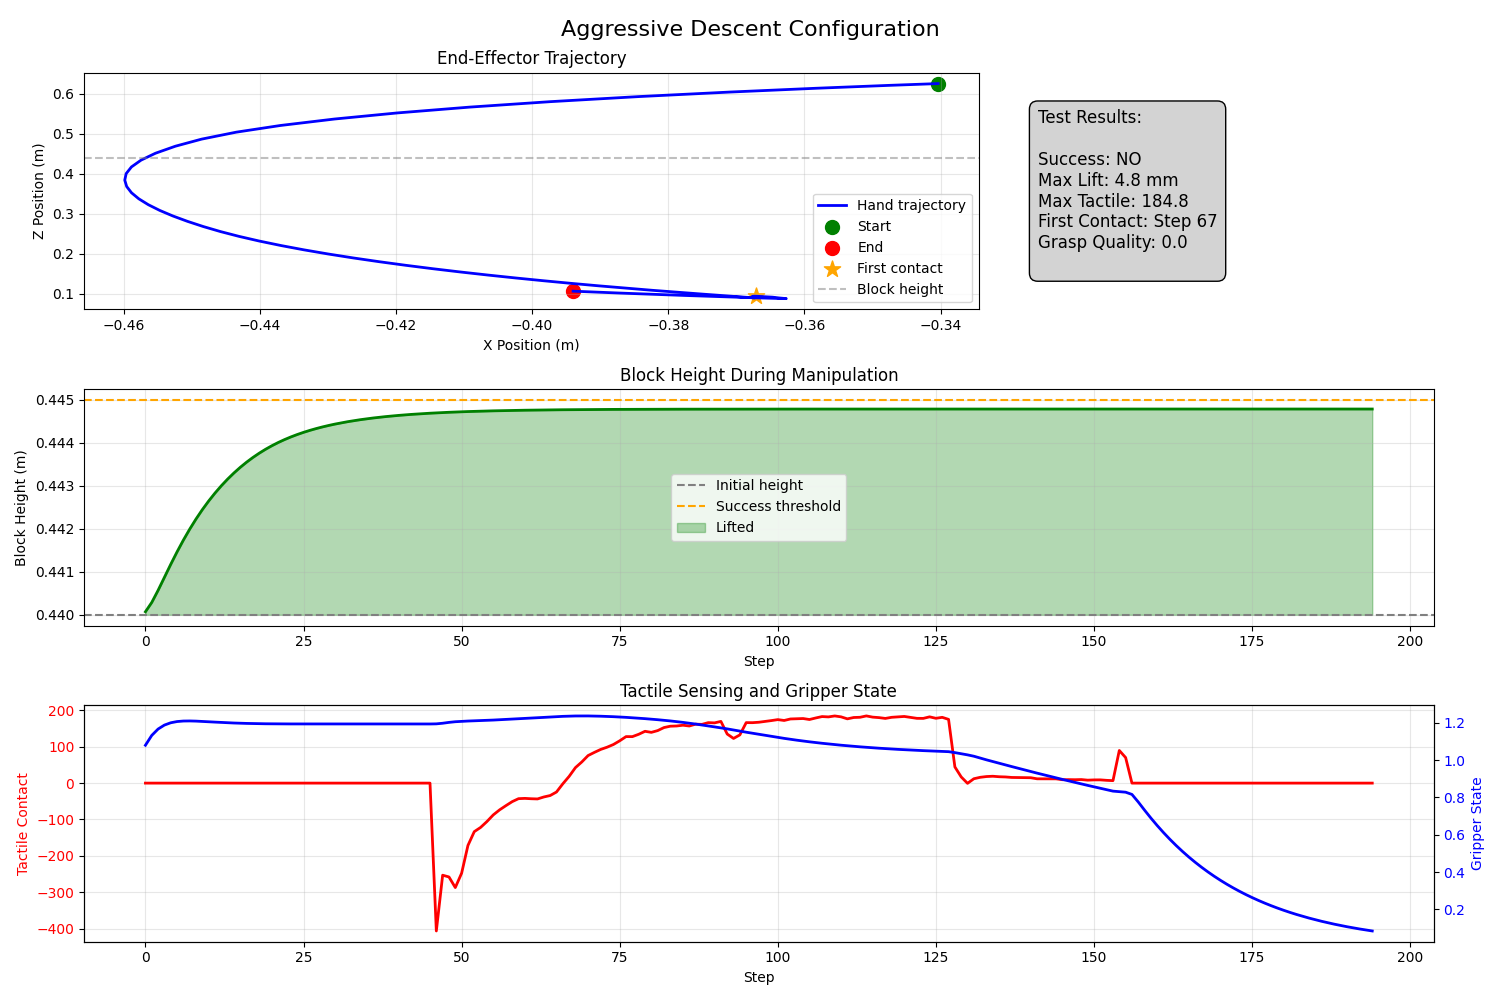 Aggressive Descent Configuration
End-Effector Trajectory
Z Position (m)
0.6
0.5
0.4
0.3
0.2
0.1
−0.46
−0.44
−0.42
−0.40
−0.38
−0.36
−0.34
X Position (m)
Hand trajectory
Start
End
First contact
Block height
Test Results:
Success: NO
Max Lift: 4.8 mm
Max Tactile: 184.8
First Contact: Step 67
Grasp Quality: 0.0
Block Height During Manipulation
Block Height (m)
0.445
0.444
0.443
0.442
0.441
0.440
Initial height
Success threshold
Lifted
0
25
50
75
100
125
150
175
200
Step
Tactile Sensing and Gripper State
Tactile Contact
200
100
0
−100
−200
−300
−400
1.2
1.0
0.8
0.6
0.4
0.2
Gripper State
0
25
50
75
100
125
150
175
200
Step